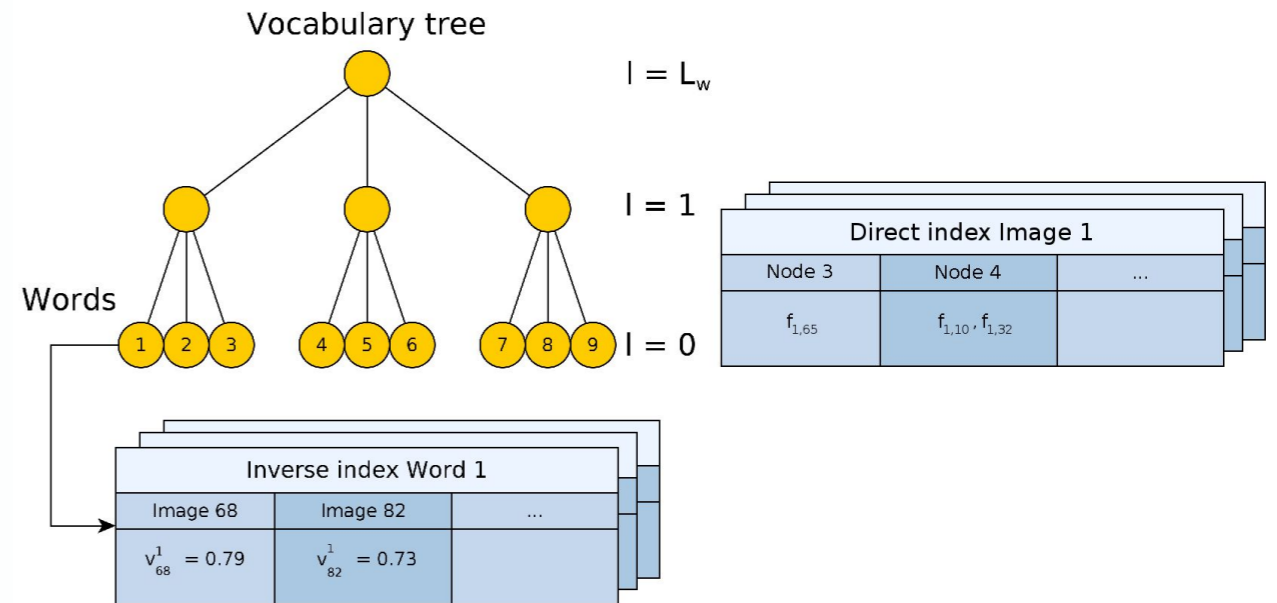 Vocabulary tree
l = L_w
l = 1
Direct index Image 1
Node 3 Node 4 ...
f_1,65 f_1,10 , f_1,32
Words
1 2 3 4 5 6 7 8 9 l = 0
Inverse index Word 1
Image 68 Image 82 ...
v^1_68 = 0.79 v^1_82 = 0.73